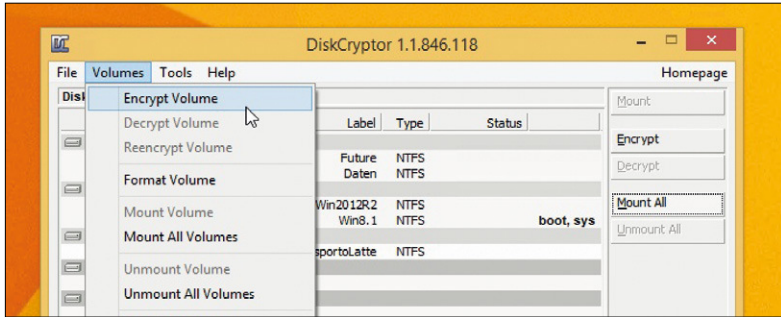 DiskCryptor 1.1.846.118
File Volumes Tools Help Homepage
Disk
Encrypt Volume
Decrypt Volume
Reencrypt Volume
Format Volume
Mount Volume
Mount All Volumes
Unmount Volume
Unmount All Volumes
Label Type Status
Future NTFS
Daten NTFS
Win2012R2 NTFS
Win8.1 NTFS boot, sys
sportoLatte NTFS
Mount
Encrypt
Decrypt
Mount All
Unmount All